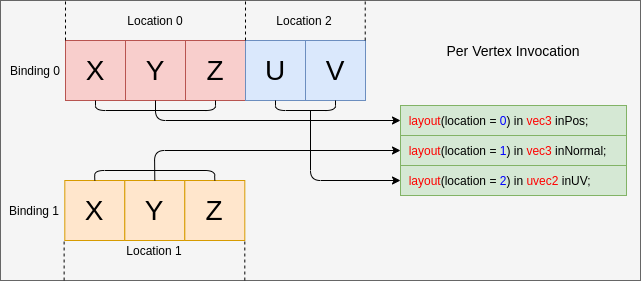 Location 0 Location 2
Per Vertex Invocation
Binding 0 X Y Z U V
layout(location = 0) in vec3 inPos;
layout(location = 1) in vec3 inNormal;
layout(location = 2) in uvec2 inUV;
Binding 1 X Y Z
Location 1